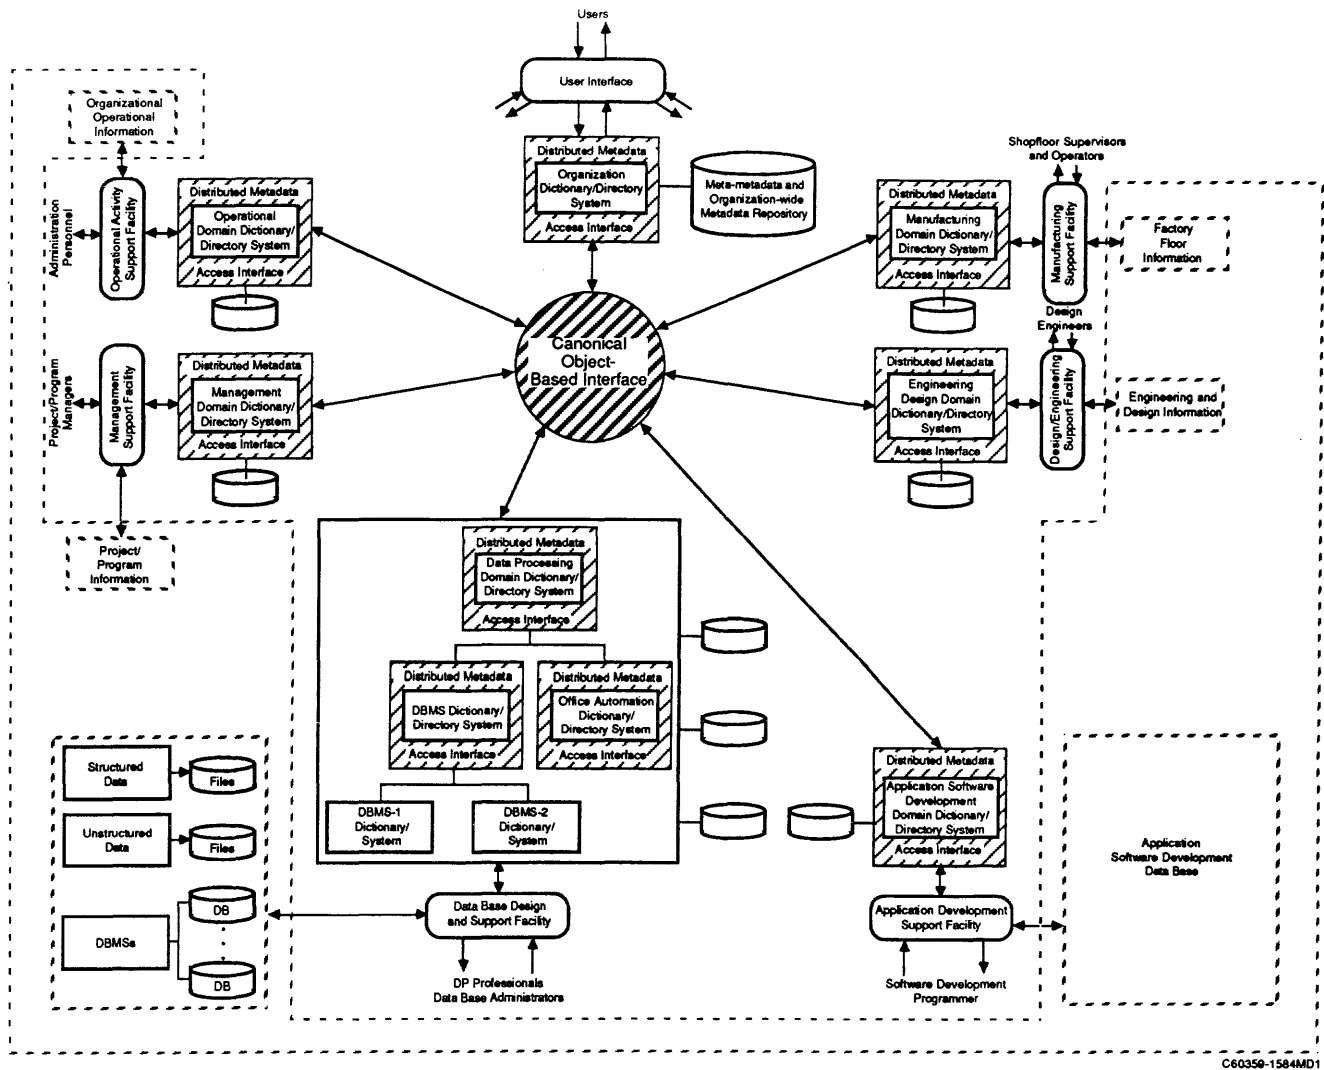 Users
User Interface
Organizational
Operational
Information
Distributed Metadata
Organization
Dictionary/Directory
System
Access Interface
Meta-metadata and
Organization-wide
Metadata Repository
Shopfloor Supervisors
and Operators
Administration
Personnel
Operational Activity
Support Facility
Distributed Metadata
Operational
Domain Dictionary/
Directory System
Access Interface
Distributed Metadata
Manufacturing
Domain Dictionary/
Directory System
Access Interface
Manufacturing
Support Facility
Factory
Floor
Information
Canonical
Object-
Based Interface
Design
Engineers
Project/Program
Managers
Management
Support Facility
Distributed Metadata
Management
Domain Dictionary/
Directory System
Access Interface
Distributed Metadata
Engineering
Design Domain
Dictionary/Directory
System
Access Interface
Design/Engineering
Support Facility
Engineering and
Design Information
Project/
Program
Information
Distributed Metadata
Data Processing
Domain Dictionary/
Directory System
Access Interface
Distributed Metadata
DBMS Dictionary/
Directory System
Access Interface
Distributed Metadata
Office Automation
Dictionary/
Directory System
Access Interface
DBMS-1
Dictionary/
System
DBMS-2
Dictionary/
System
Structured
Data
Files
Unstructured
Data
Files
DBMSs
DB
DB
Data Base Design
and Support Facility
DP Professionals
Data Base Administrators
Distributed Metadata
Application Software
Development
Domain Dictionary/
Directory System
Access Interface
Application Development
Support Facility
Software Development
Programmer
Application
Software Development
Data Base
C60359-1584MD1